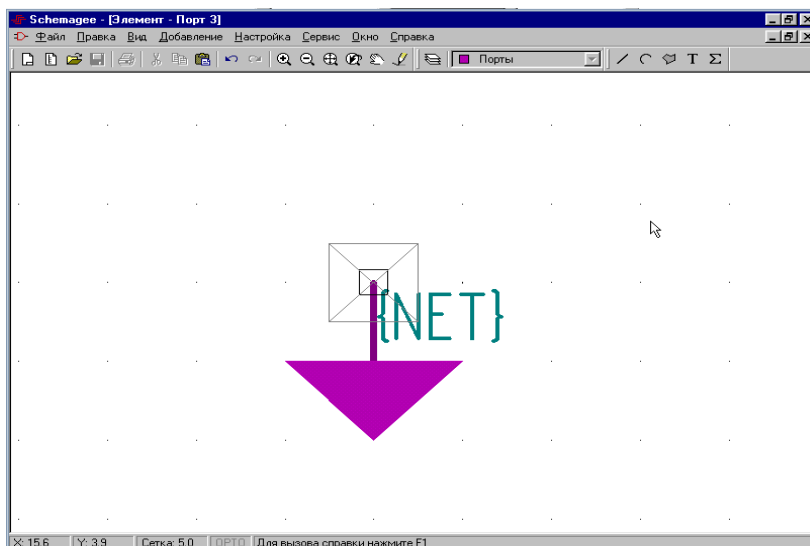 Schemagee - [Элемент - Порт 3]
Файл Правка Вид Добавление Настройка Сервис Окно Справка
Порты T Σ
{NET}
X: 15.6 Y: 3.9 Сетка: 5.0 ОРТО Для вызова справки нажмите F1